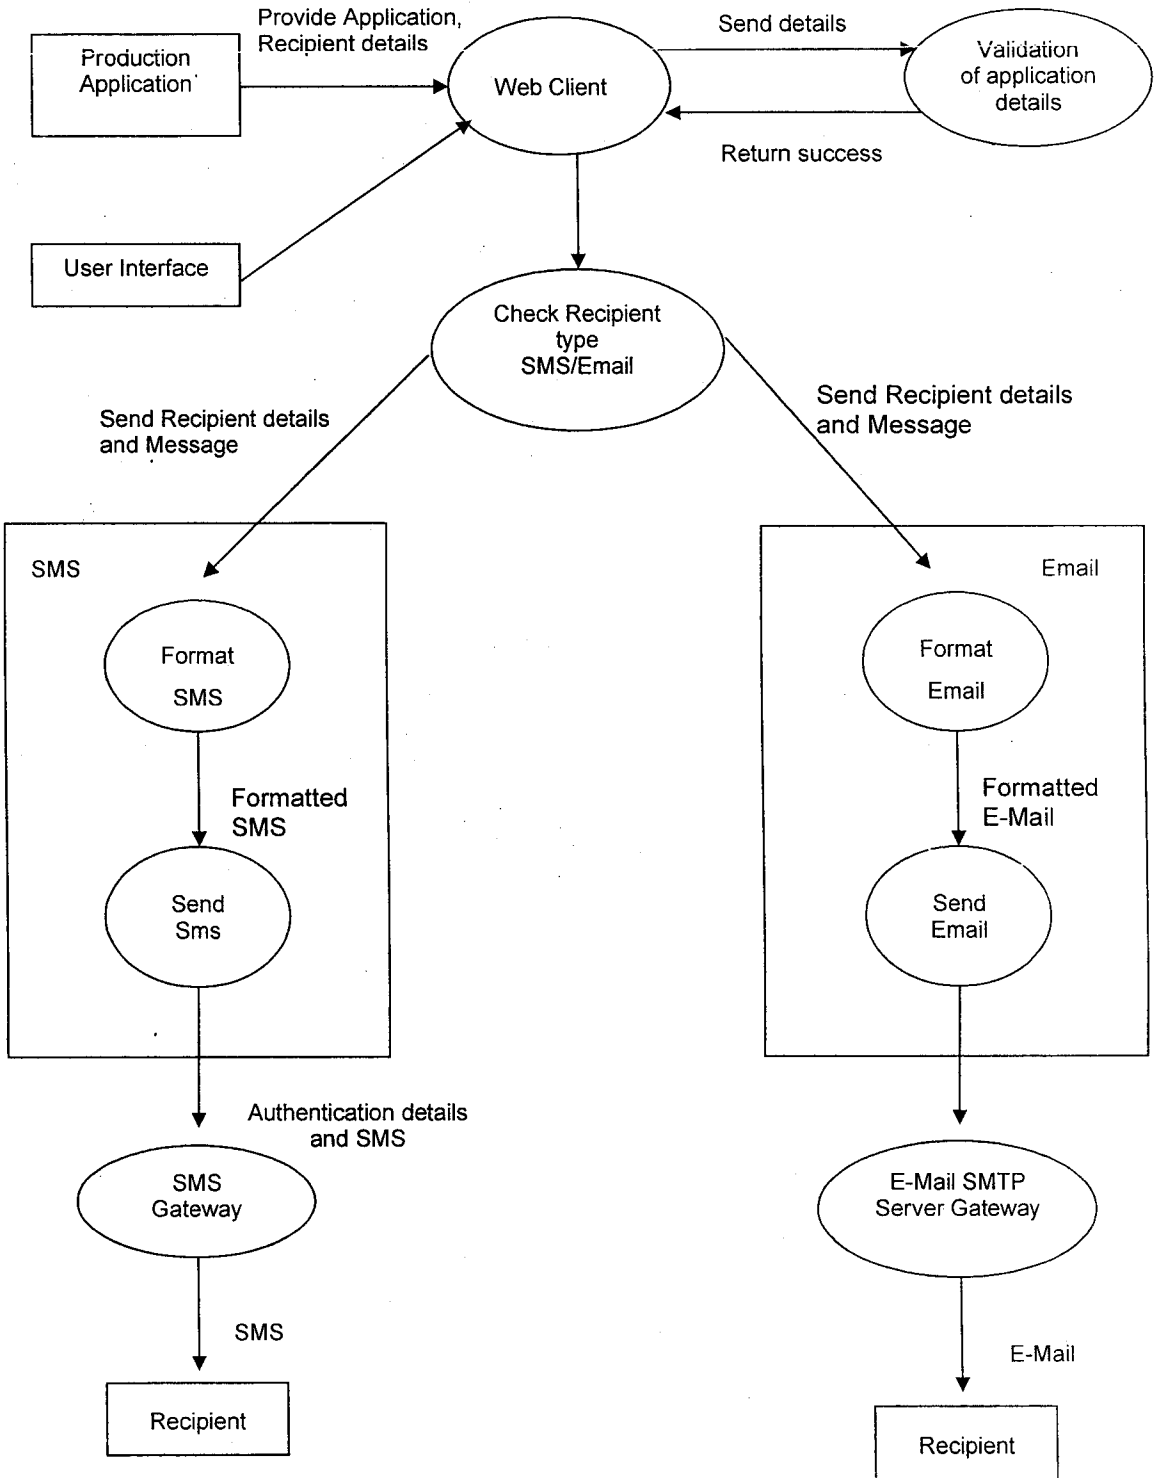 Provide Application,
Recipient details
Send details
Production
Application
Web Client
Validation
of application
details
Return success
User Interface
Check Recipient
type
SMS/Email
Send Recipient details
and Message
Send Recipient details
and Message
SMS
Email
Format
SMS
Format
Email
Formatted
SMS
Formatted
E-Mail
Send
Sms
Send
Email
Authentication details
and SMS
SMS
Gateway
E-Mail SMTP
Server Gateway
SMS
E-Mail
Recipient
Recipient